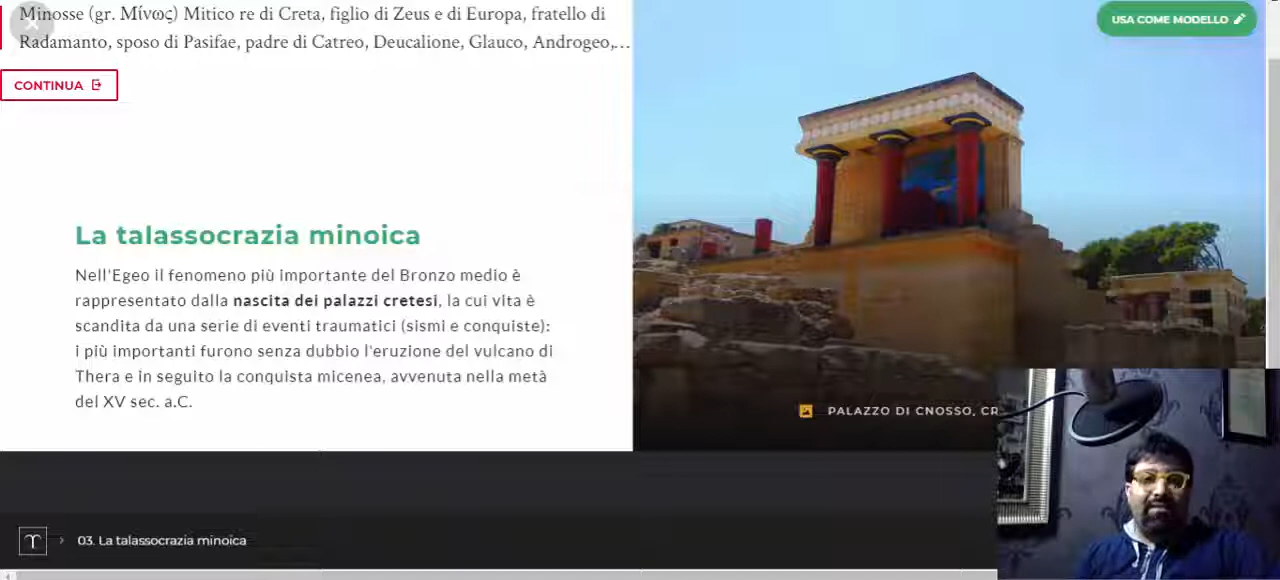 Minosse (gr. Μίνως) Mitico re di Creta, figlio di Zeus e di Europa, fratello di
Radamanto, sposo di Pasifae, padre di Catreo, Deucalione, Glauco, Androgeo,...
CONTINUA
USA COME MODELLO
La talassocrazia minoica
Nell'Egeo il fenomeno più importante del Bronzo medio è
rappresentato dalla nascita dei palazzi cretesi, la cui vita è
scandita da una serie di eventi traumatici (sismi e conquiste):
i più importanti furono senza dubbio l'eruzione del vulcano di
Thera e in seguito la conquista micenea, avvenuta nella metà
del XV sec. a.C.
PALAZZO DI CNOSSO, CR
03. La talassocrazia minoica